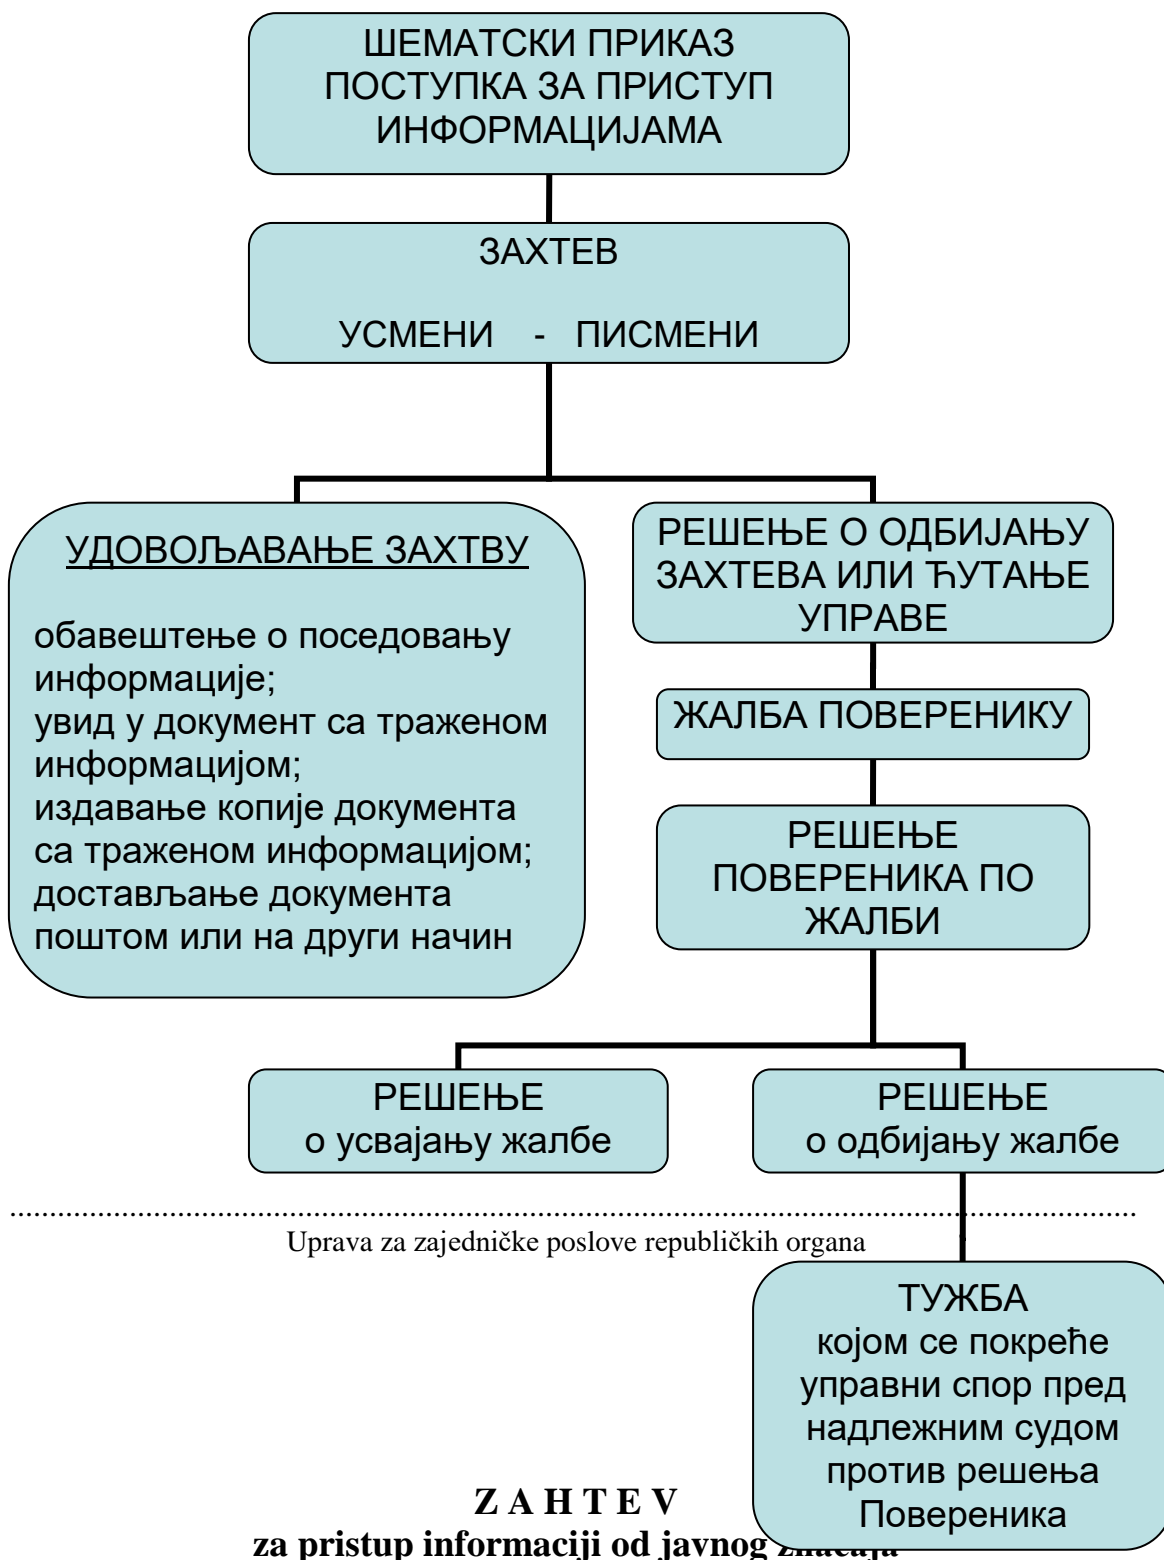 ШЕМАТСКИ ПРИКАЗ
ПОСТУПКА ЗА ПРИСТУП
ИНФОРМАЦИЈАМА
ЗАХТЕВ
УСМЕНИ - ПИСМЕНИ
УДОВОЉАВАЊЕ ЗАХТВУ
обавештење о поседовању
информације;
увид у документ са траженом
информацијом;
издавање копије документа
са траженом информацијом;
достављање документа
поштом или на други начин
РЕШЕЊЕ О ОДБИЈАЊУ
ЗАХТЕВА ИЛИ ЋУТАЊЕ
УПРАВЕ
ЖАЛБА ПОВЕРЕНИКУ
РЕШЕЊЕ
ПОВЕРЕНИКА ПО
ЖАЛБИ
РЕШЕЊЕ
о усвајању жалбе
РЕШЕЊЕ
о одбијању жалбе
Uprava za zajedničke poslove republičkih organa
ТУЖБА
којом се покреће
управни спор пред
надлежним судом
против решења
Повереника
Z A H T E V
za pristup informaciji od javnog značaja